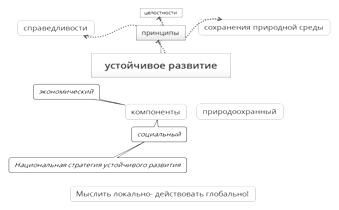 целостности
справедливости
принципы
сохранения природной среды
устойчивое развитие
экономический
компоненты
природоохранный
социальный
Национальная стратегия устойчивого развития
Мыслить локально- действовать глобально!